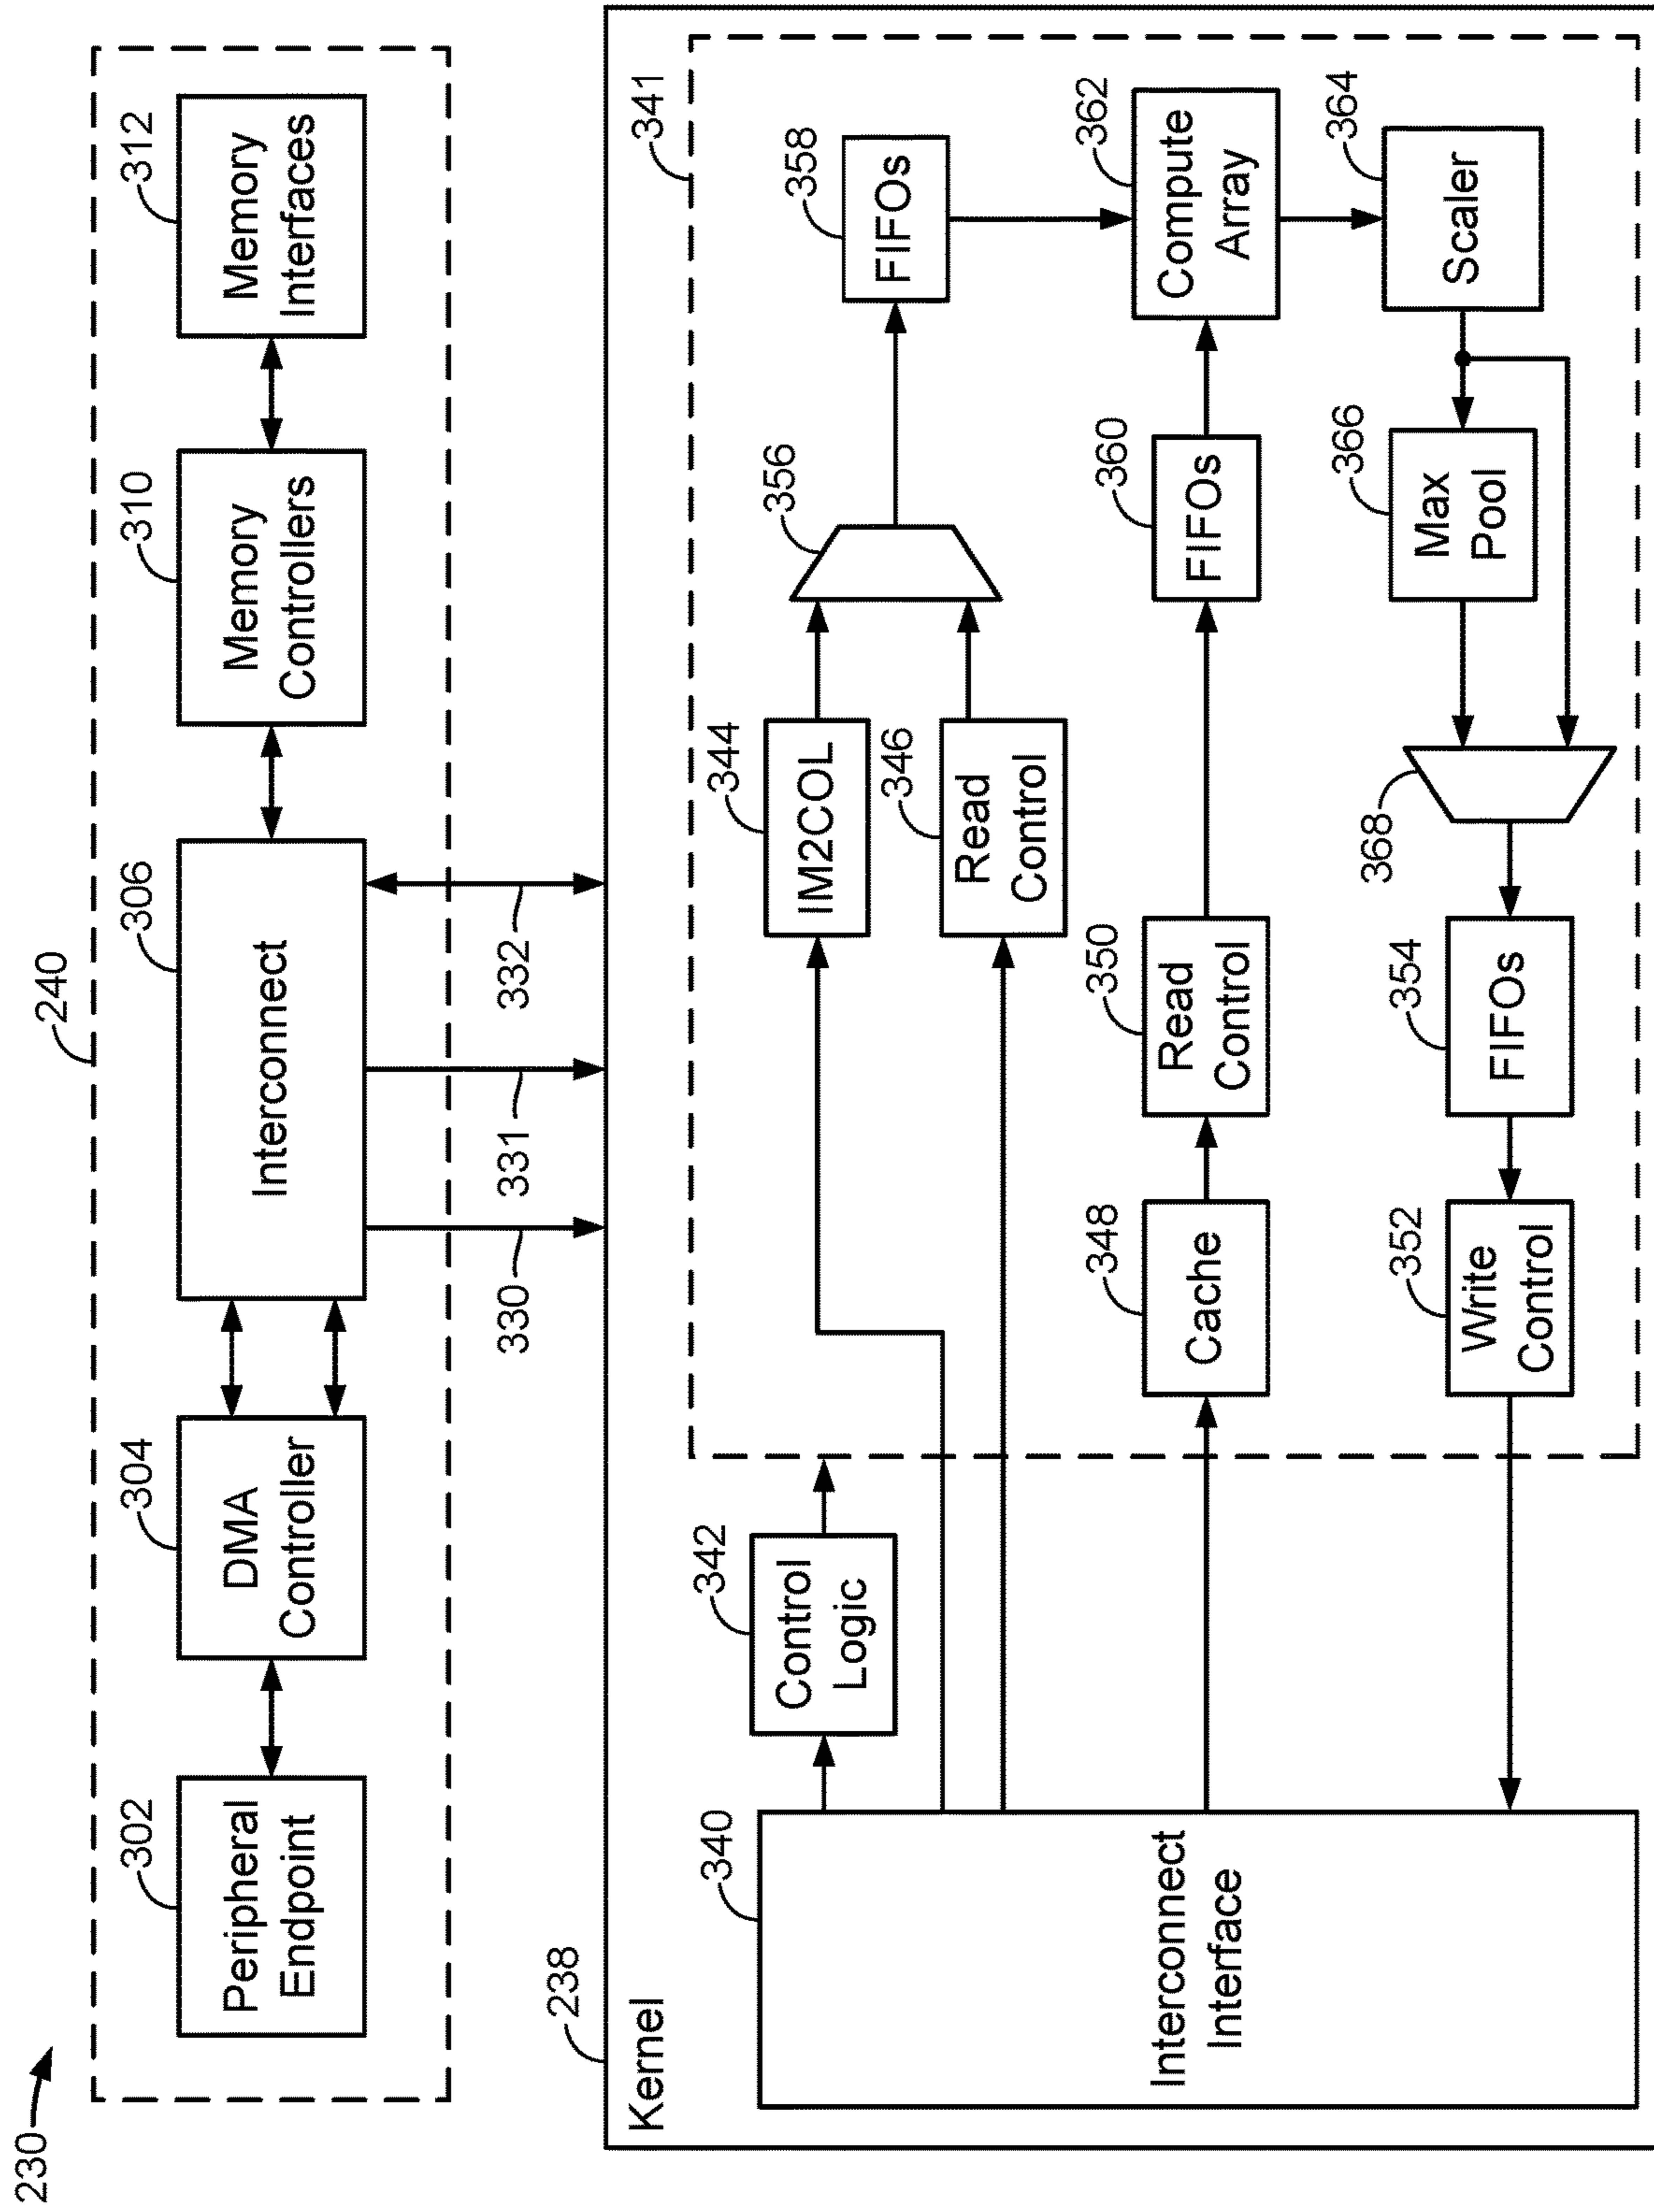 230
240
302
Peripheral
Endpoint
304
DMA
Controller
306
Interconnect
310
Memory
Controllers
312
Memory
Interfaces
330
331
332
238
Kernel
340
Interconnect
Interface
342
Control
Logic
341
344
IM2COL
346
Read
Control
356
358
FIFOs
348
Cache
350
Read
Control
360
FIFOs
362
Compute
Array
352
Write
Control
354
FIFOs
368
366
Max
Pool
364
Scaler